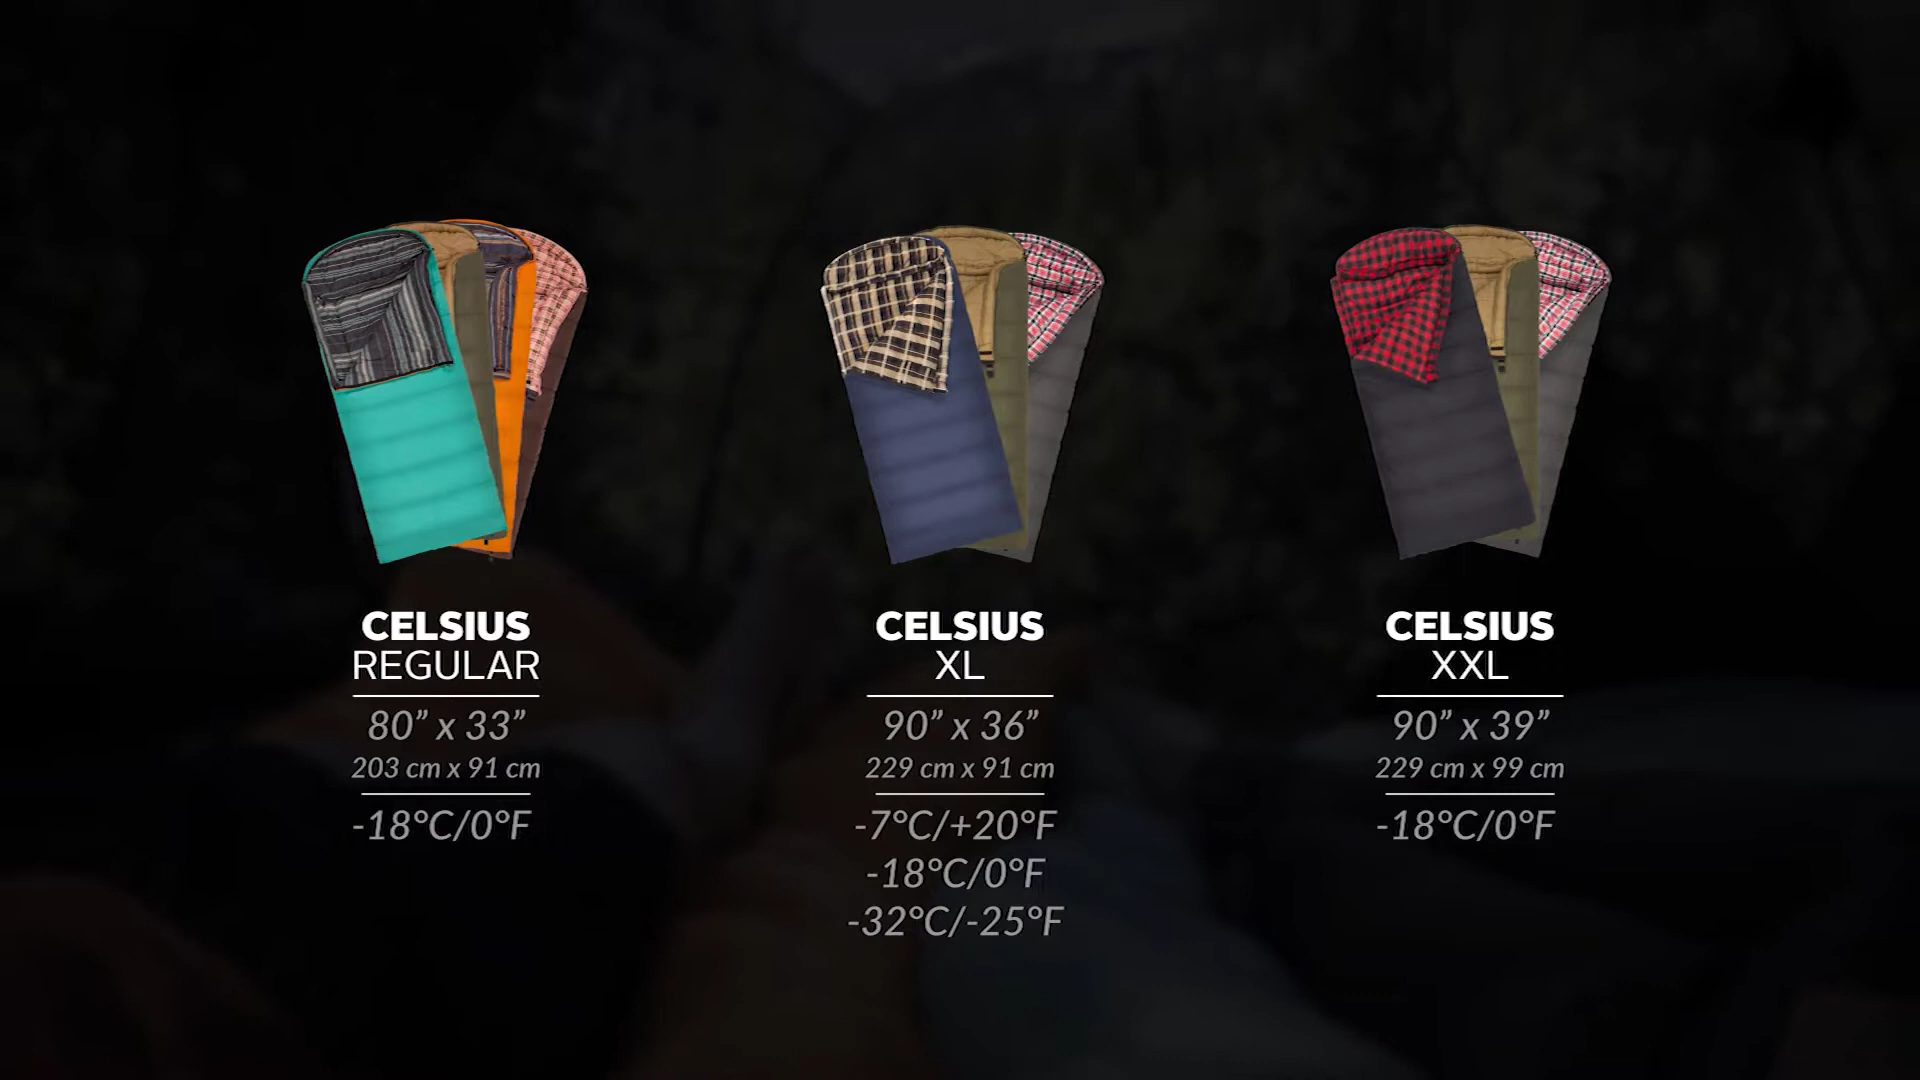 CELSIUS
REGULAR
80” x 33”
203 cm x 91 cm
-18°C/0°F
CELSIUS
XL
90” x 36”
229 cm x 91 cm
-7°C/+20°F
-18°C/0°F
-32°C/-25°F
CELSIUS
XXL
90” x 39”
229 cm x 99 cm
-18°C/0°F